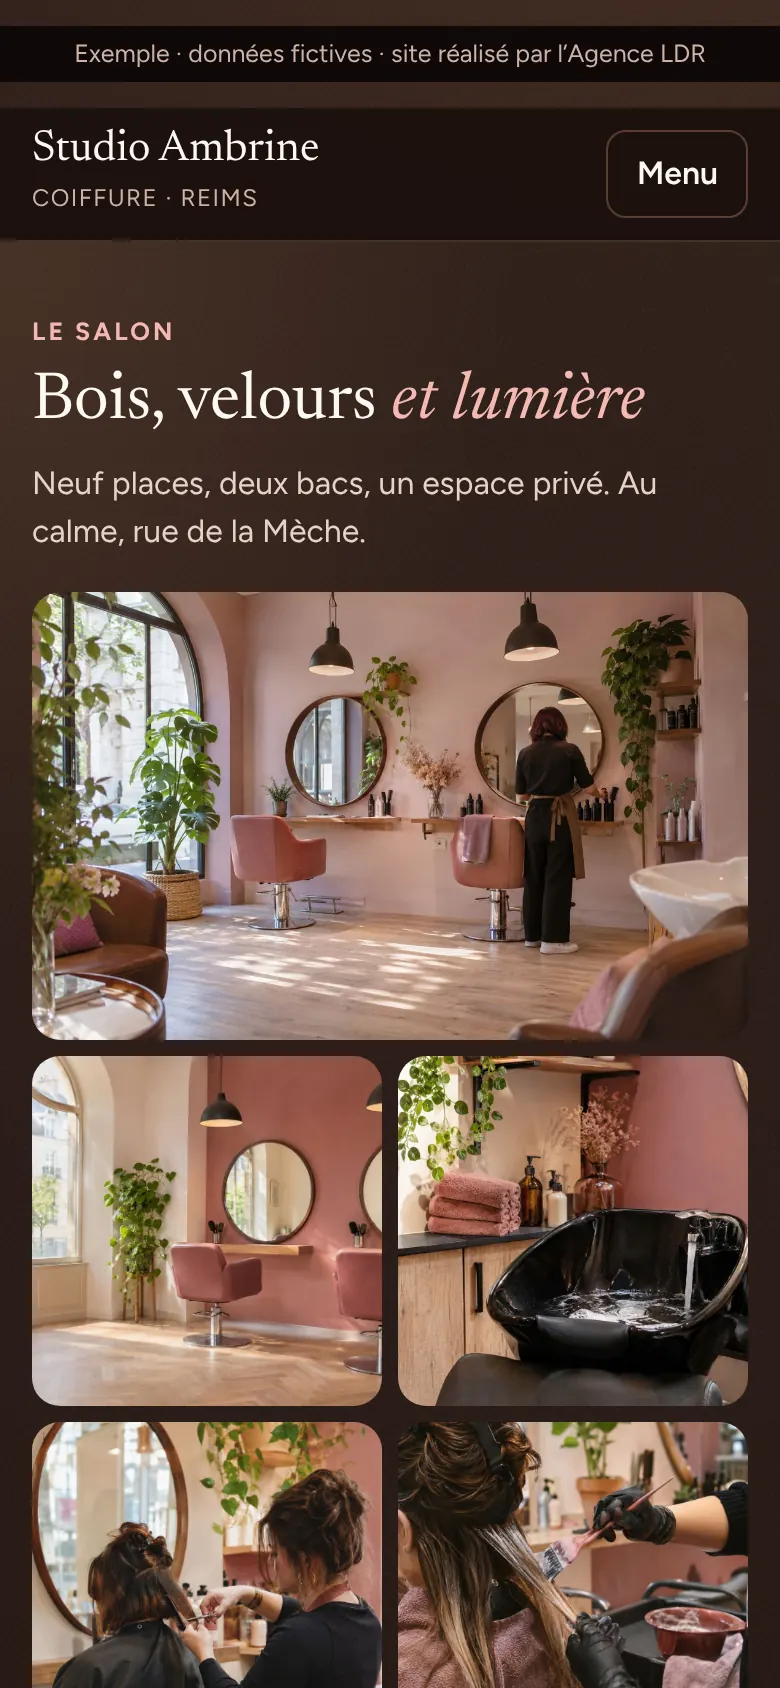 Exemple · données fictives · site réalisé par l’Agence LDR
Studio Ambrine
COIFFURE · REIMS
Menu
LE SALON
Bois, velours et lumière
Neuf places, deux bacs, un espace privé. Au
calme, rue de la Mèche.